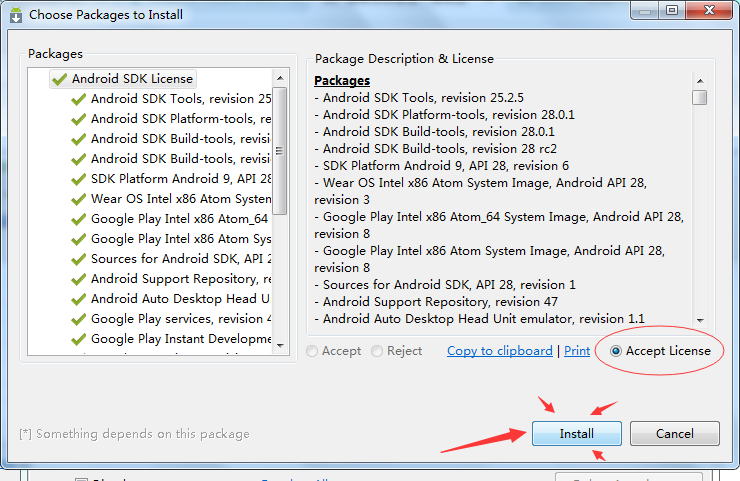 Choose Packages to Install
Packages
Android SDK License
Android SDK Tools, revision 25
Android SDK Platform-tools, re
Android SDK Build-tools, revisi
Android SDK Build-tools, revisi
SDK Platform Android 9, API 28
Wear OS Intel x86 Atom System
Google Play Intel x86 Atom_64
Google Play Intel x86 Atom Sys
Sources for Android SDK, API 2
Android Support Repository, re
Android Auto Desktop Head U
Google Play services, revision 4
Google Play Instant Developme
Package Description & License
Packages
- Android SDK Tools, revision 25.2.5
- Android SDK Platform-tools, revision 28.0.1
- Android SDK Build-tools, revision 28.0.1
- Android SDK Build-tools, revision 28 rc2
- SDK Platform Android 9, API 28, revision 6
- Wear OS Intel x86 Atom System Image, Android API 28,
revision 3
- Google Play Intel x86 Atom_64 System Image, Android API 28,
revision 8
- Google Play Intel x86 Atom System Image, Android API 28,
revision 8
- Sources for Android SDK, API 28, revision 1
- Android Support Repository, revision 47
- Android Auto Desktop Head Unit emulator, revision 1.1
Accept Reject Copy to clipboard | Print Accept License
[*] Something depends on this package
Install Cancel